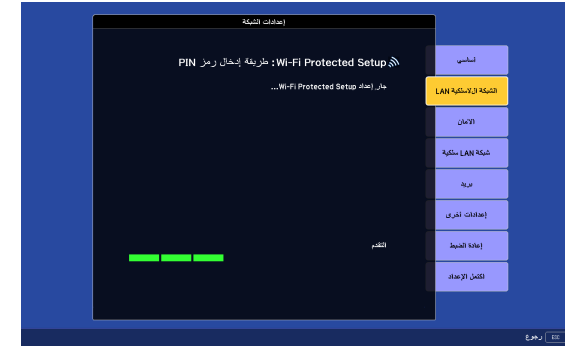 إعدادات الشبكة
Wi-Fi Protected Setup: طريقة إدخال رمز PIN
جار إعداد Wi-Fi Protected Setup...
التقدم
أساسي
الشبكة اللاسلكية LAN
الأمان
شبكة LAN سلكية
بريد
إعدادات أخرى
إعادة الضبط
اكتمل الإعداد
Esc رجوع